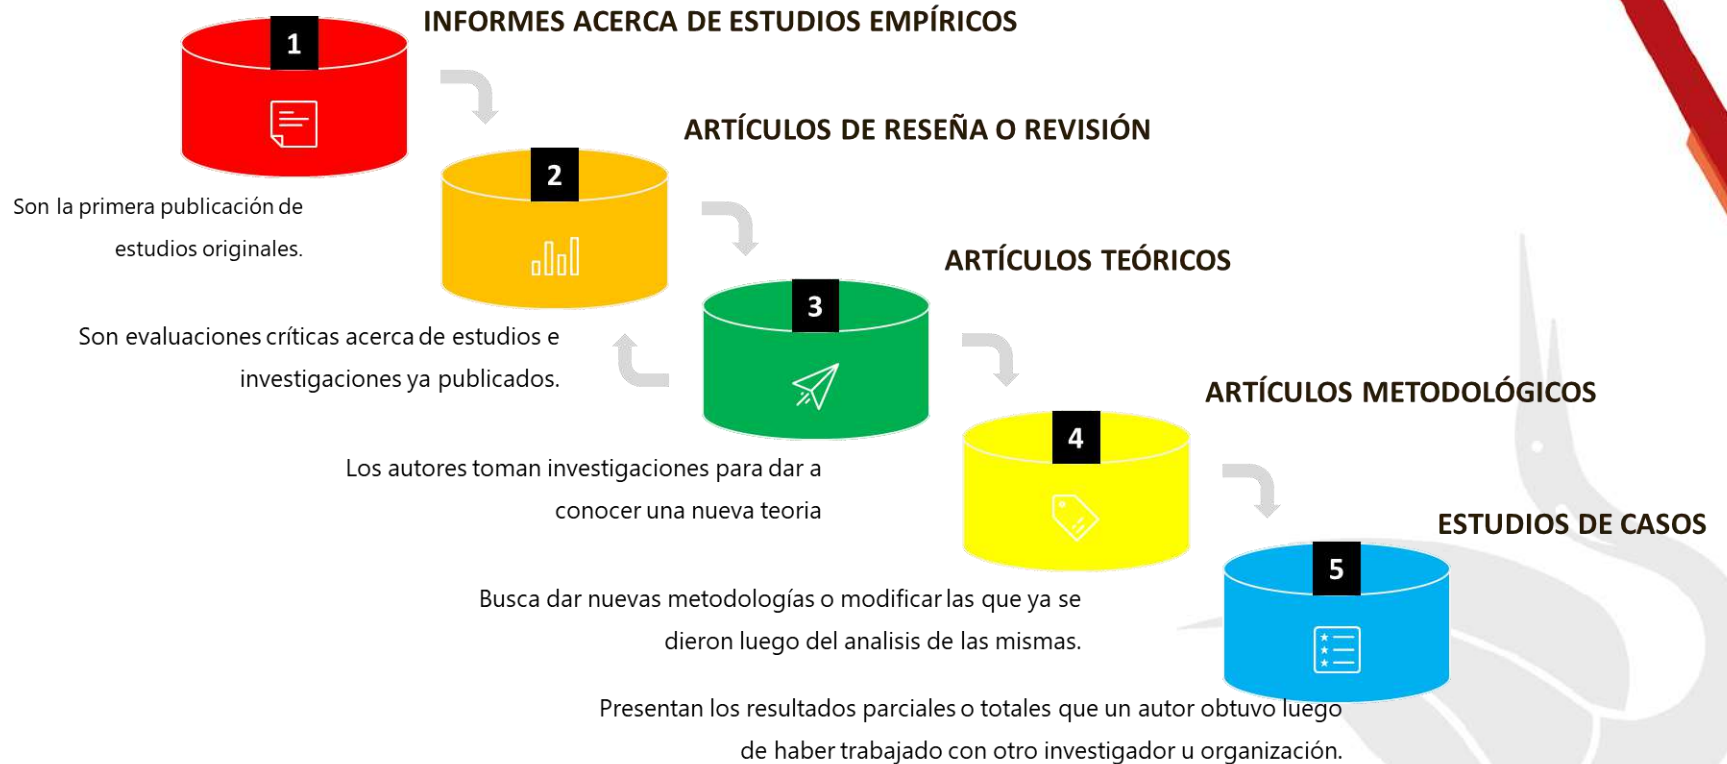 1
INFORMES ACERCA DE ESTUDIOS EMPÍRICOS
Son la primera publicación de
estudios originales.
2
ARTÍCULOS DE RESEÑA O REVISIÓN
Son evaluaciones críticas acerca de estudios e
investigaciones ya publicados.
3
ARTÍCULOS TEÓRICOS
Los autores toman investigaciones para dar a
conocer una nueva teoria
4
ARTÍCULOS METODOLÓGICOS
Busca dar nuevas metodologías o modificar las que ya se
dieron luego del analisis de las mismas.
5
ESTUDIOS DE CASOS
Presentan los resultados parciales o totales que un autor obtuvo luego
de haber trabajado con otro investigador u organización.